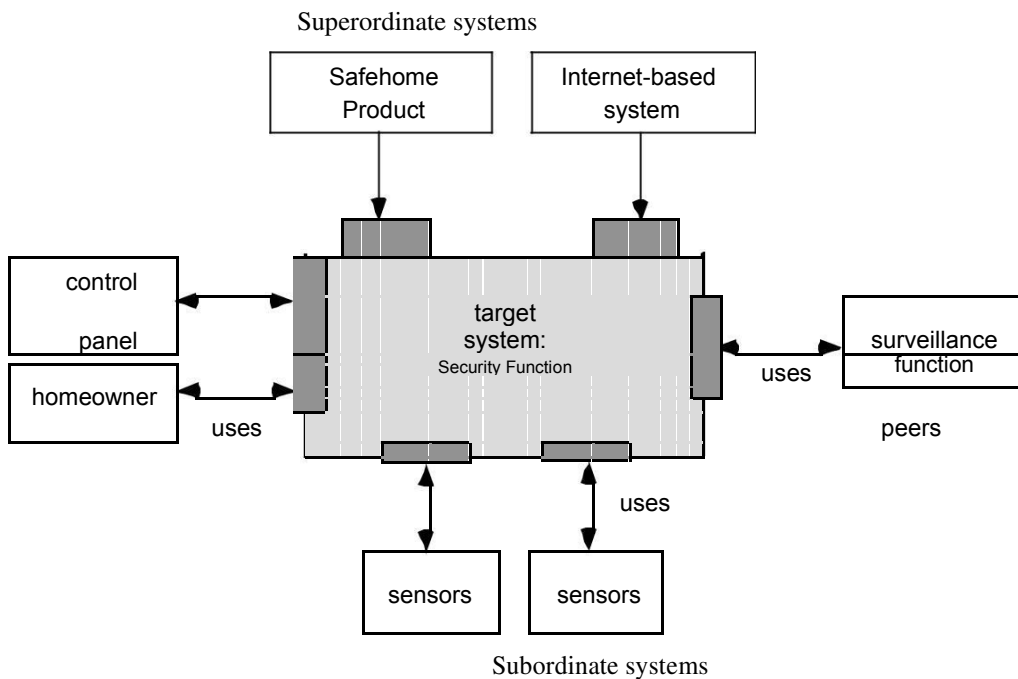 Superordinate systems
Safehome
Product
Internet-based
system
control
panel
target
system:
Security Function
surveillance
function
homeowner
uses
uses
peers
uses
sensors
sensors
Subordinate systems